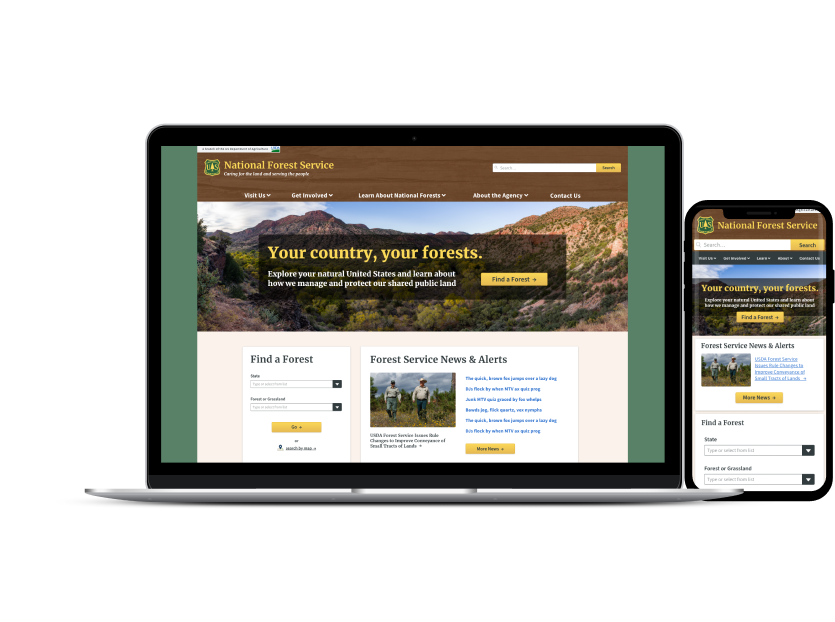 A Branch of the US Department of Agriculture
USDA
US
National Forest Service
Caring for the land and serving the people
Search
Search
Visit Us
Get Involved
Learn About National Forests
About the Agency
Contact Us
Your country, your forests.
Explore your natural United States and learn about
how we manage and protect our shared public land
Find a Forest →
Find a Forest
State
Type or select from list
Forest or Grassland
Type or select from list
Go →
or
Search by map →
Forest Service News & Alerts
USDA Forest Service Issues Rule
Changes to Improve Conveyance of
Small Tracts of Lands →
The quick, brown fox jumps over a lazy dog
DJs flock by when MTV ax quiz prog
Junk MTV quiz graced by fox whelps
Bawds jog, flick quartz, vex nymphs
The quick, brown fox jumps over a lazy dog
DJs flock by when MTV ax quiz prog
More News →
US
National Forest Service
Search...
Search
Visit Us
Get Involved
Learn
About
Contact Us
Your country, your forests.
Explore your natural United States and learn about
how we manage and protect our shared public land
Find a Forest →
Forest Service News & Alerts
USDA Forest Service
Issues Rule Changes to
Improve Conveyance of
Small Tracts of Lands →
More News →
Find a Forest
State
Type or select from list
Forest or Grassland
Type or select from list